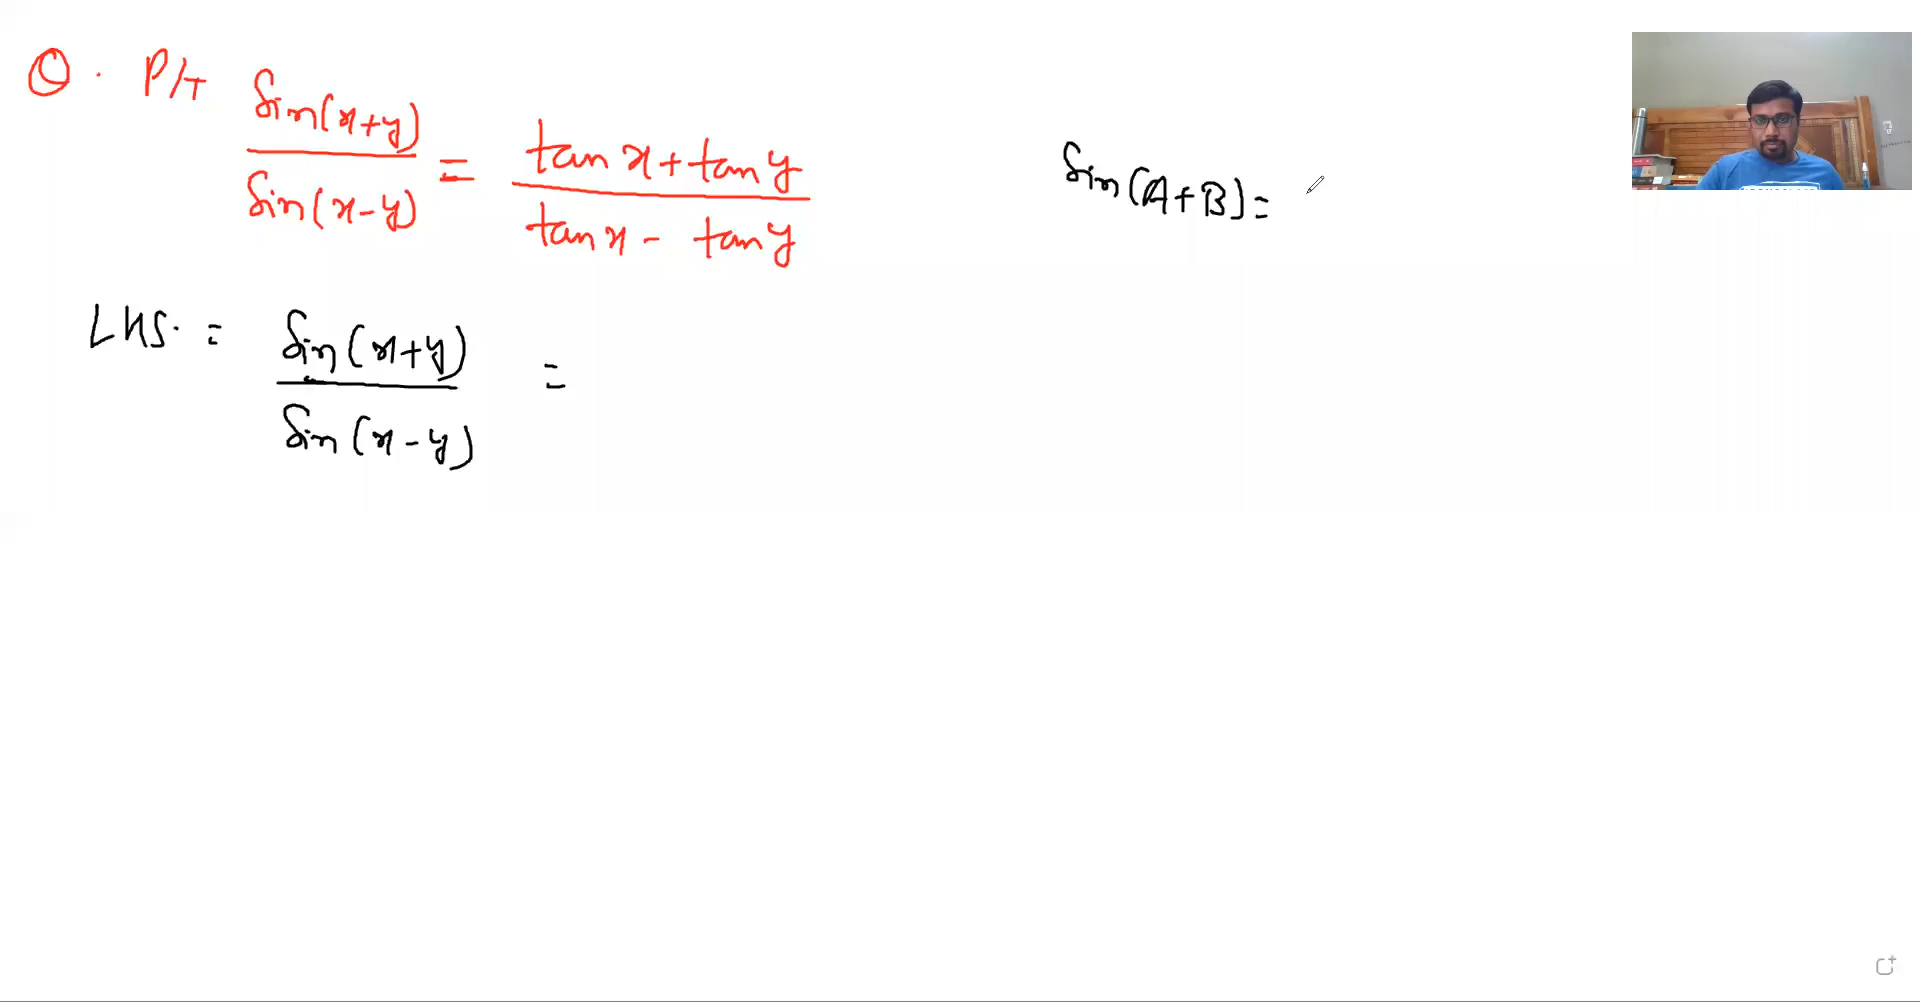 Q. P/T sin(x+y)/sin(x-y) = tan x + tan y/tan x - tan y
sin(A+B) =
LHS. = sin(x+y)/sin(x-y) =